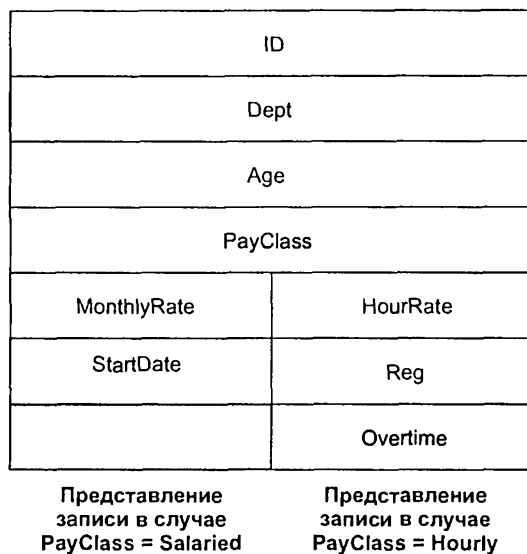 ID
Dept
Age
PayClass
MonthlyRate
HourRate
StartDate
Reg
Overtime
Представление
записи в случае
PayClass = Salaried
Представление
записи в случае
PayClass = Hourly